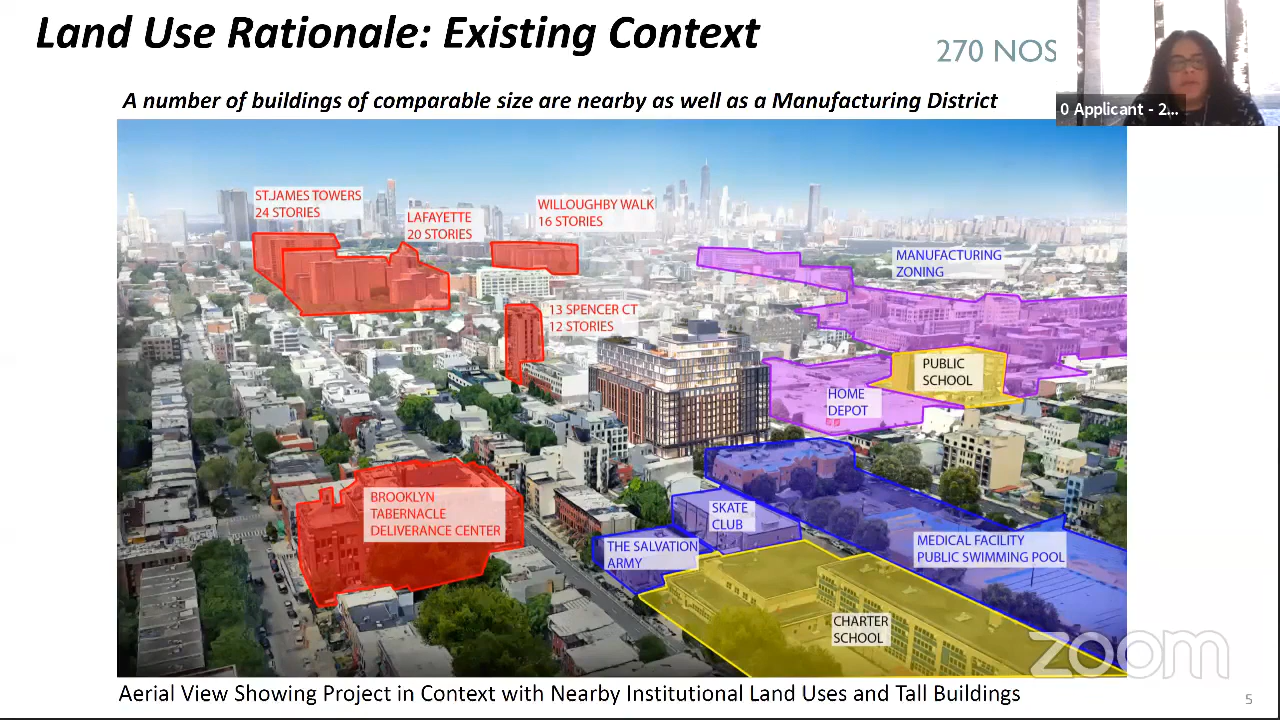 Land Use Rationale: Existing Context
270 NOS
0 Applicant - 2...
A number of buildings of comparable size are nearby as well as a Manufacturing District
ST.JAMES TOWERS
24 STORIES
LAFAYETTE
20 STORIES
WILLOUGHBY WALK
16 STORIES
MANUFACTURING
ZONING
13 SPENCER CT
12 STORIES
PUBLIC
SCHOOL
HOME
DEPOT
BROOKLYN
TABERNACLE
DELIVERANCE CENTER
SKATE
CLUB
THE SALVATION
ARMY
MEDICAL FACILITY
PUBLIC SWIMMING POOL
CHARTER
SCHOOL
zoom
Aerial View Showing Project in Context with Nearby Institutional Land Uses and Tall Buildings
5